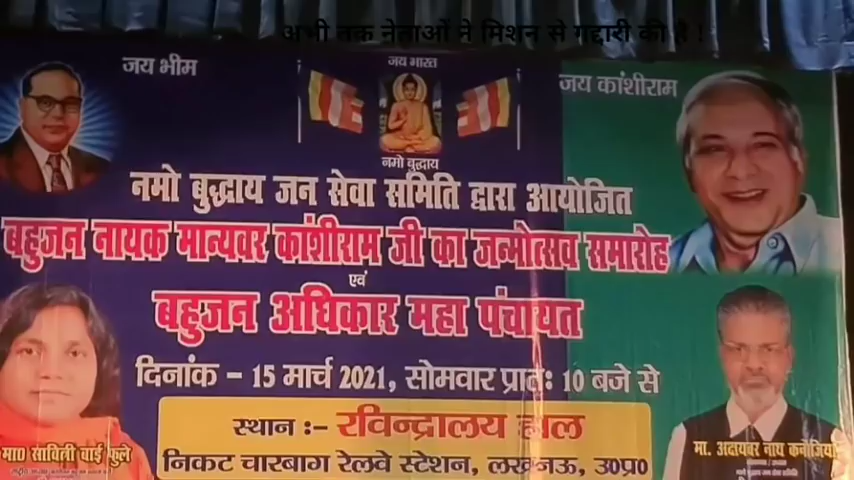 अभी तक नेताओं ने मिशन से गद्दारी की है !
जय भीम
जय भारत
जय कांशीराम
नमो बुद्धाय
नमो बुद्धाय जन सेवा समिति द्वारा आयोजित
बहुजन नायक मान्यवर कांशीराम जी का जन्मोत्सव समारोह
एवं
बहुजन अधिकार महा पंचायत
दिनांक – 15 मार्च 2021, सोमवार प्रातः 10 बजे से
स्थान :– रविन्द्रालय हाल
निकट चारबाग रेलवे स्टेशन, लखनऊ, उ0प्र0
मा0 सावित्री बाई फुले
मा. अदायबर नाथ कनौजिया